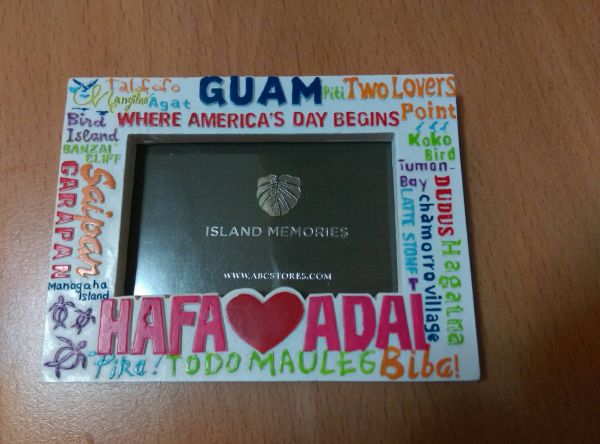 GUAM
Talofofo
Mangilao
Agat
Piti
Two Lovers
Point
WHERE AMERICA'S DAY BEGINS
Bird
Island
BANZAI
CLIFF
Saipan
GARAPAN
Managaha
Island
Koko
Bird
Tumon
Bay
DUDUS
LATTE STONE
chamorro village
Hagatna
ISLAND MEMORIES
WWW.ABCSTORES.COM
HAFA ADAI
Pika!
TODO MAULEG
Biba!